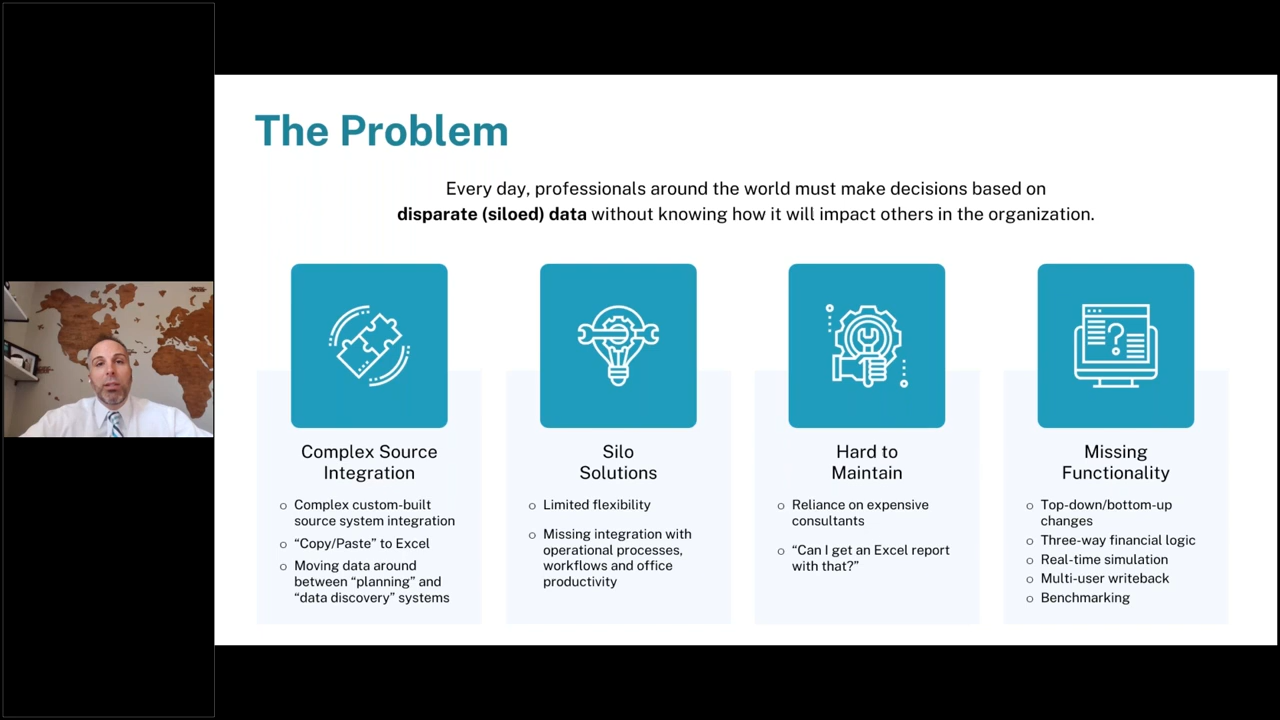 The Problem
Every day, professionals around the world must make decisions based on
disparate (siloed) data without knowing how it will impact others in the organization.
Complex Source
Integration
o Complex custom-built
source system integration
o “Copy/Paste” to Excel
o Moving data around
between “planning” and
“data discovery” systems
Silo
Solutions
o Limited flexibility
o Missing integration with
operational processes,
workflows and office
productivity
Hard to
Maintain
o Reliance on expensive
consultants
o “Can I get an Excel report
with that?”
Missing
Functionality
o Top-down/bottom-up
changes
o Three-way financial logic
o Real-time simulation
o Multi-user writeback
o Benchmarking